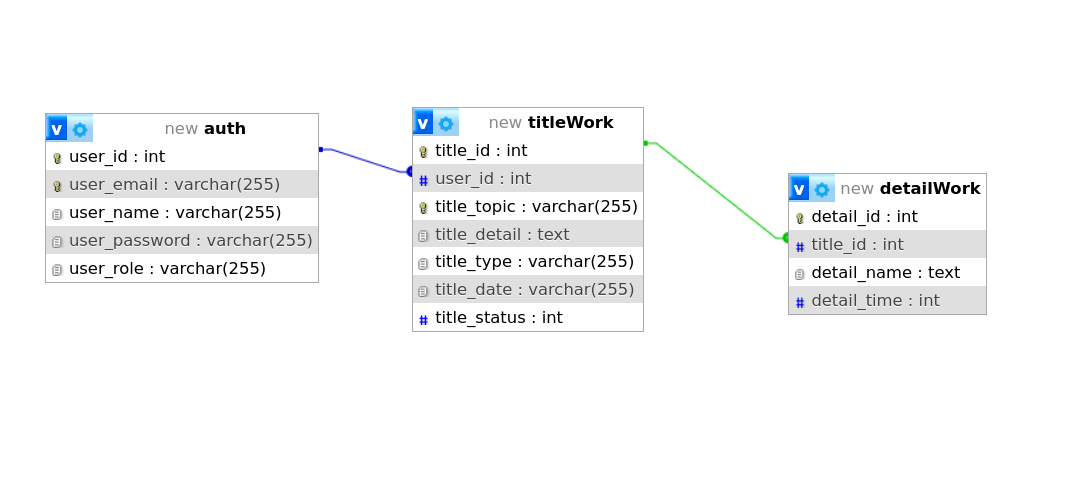 v new auth
user_id : int
user_email : varchar(255)
user_name : varchar(255)
user_password : varchar(255)
user_role : varchar(255)
v new titleWork
title_id : int
# user_id : int
title_topic : varchar(255)
title_detail : text
title_type : varchar(255)
title_date : varchar(255)
# title_status : int
v new detailWork
detail_id : int
# title_id : int
detail_name : text
# detail_time : int